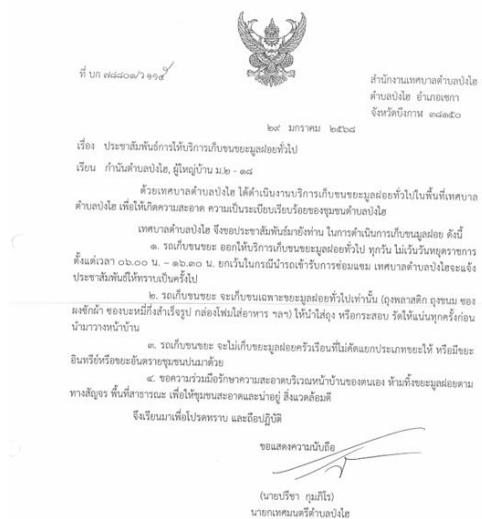 ที่ บก ๗๘๘๐๑/ว ๑๑๔
สำนักงานเทศบาลตำบลป่งไฮ
ตำบลป่งไฮ อำเภอเซกา
จังหวัดบึงกาฬ ๓๘๑๕๐
๒๙ มกราคม ๒๕๖๘
เรื่อง ประชาสัมพันธ์การให้บริการเก็บขนขยะมูลฝอยทั่วไป
เรียน กำนันตำบลป่งไฮ, ผู้ใหญ่บ้าน ม.๒ - ๑๘
ด้วยเทศบาลตำบลป่งไฮ ได้ดำเนินงานบริการเก็บขนขยะมูลฝอยทั่วไปในพื้นที่เทศบาล
ตำบลป่งไฮ เพื่อให้เกิดความสะอาด ความเป็นระเบียบเรียบร้อยของชุมชนตำบลป่งไฮ
เทศบาลตำบลป่งไฮ จึงขอประชาสัมพันธ์มายังท่าน ในการดำเนินการเก็บขนมูลฝอย ดังนี้
๑. รถเก็บขนขยะ ออกให้บริการเก็บขนขยะมูลฝอยทั่วไป ทุกวัน ไม่เว้นวันหยุดราชการ
ตั้งแต่เวลา ๐๖.๐๐ น. – ๑๖.๓๐ น. ยกเว้นในกรณีนำรถเข้ารับการซ่อมแซม เทศบาลตำบลป่งไฮจะแจ้ง
ประชาสัมพันธ์ให้ทราบเป็นครั้งไป
๒. รถเก็บขนขยะ จะเก็บขนเฉพาะขยะมูลฝอยทั่วไปเท่านั้น (ถุงพลาสติก ถุงขนม ซอง
ผงซักผ้า ซองบะหมี่กึ่งสำเร็จรูป กล่องโฟมใส่อาหาร ฯลฯ) ให้นำใส่ถุง หรือกระสอบ รัดให้แน่นทุกครั้งก่อน
นำมาวางหน้าบ้าน
๓. รถเก็บขนขยะ จะไม่เก็บขยะมูลฝอยครัวเรือนที่ไม่คัดแยกประเภทขยะให้ หรือมีขยะ
อินทรีย์หรือขยะอันตรายชุมชนปนมาด้วย
๔. ขอความร่วมมือรักษาความสะอาดบริเวณหน้าบ้านของตนเอง ห้ามทิ้งขยะมูลฝอยตาม
ทางสัญจร พื้นที่สาธารณะ เพื่อให้ชุมชนสะอาดและน่าอยู่ สิ่งแวดล้อมดี
จึงเรียนมาเพื่อโปรดทราบ และถือปฏิบัติ
ขอแสดงความนับถือ
(นายปรีชา กุมภิโร)
นายกเทศมนตรีตำบลป่งไฮ